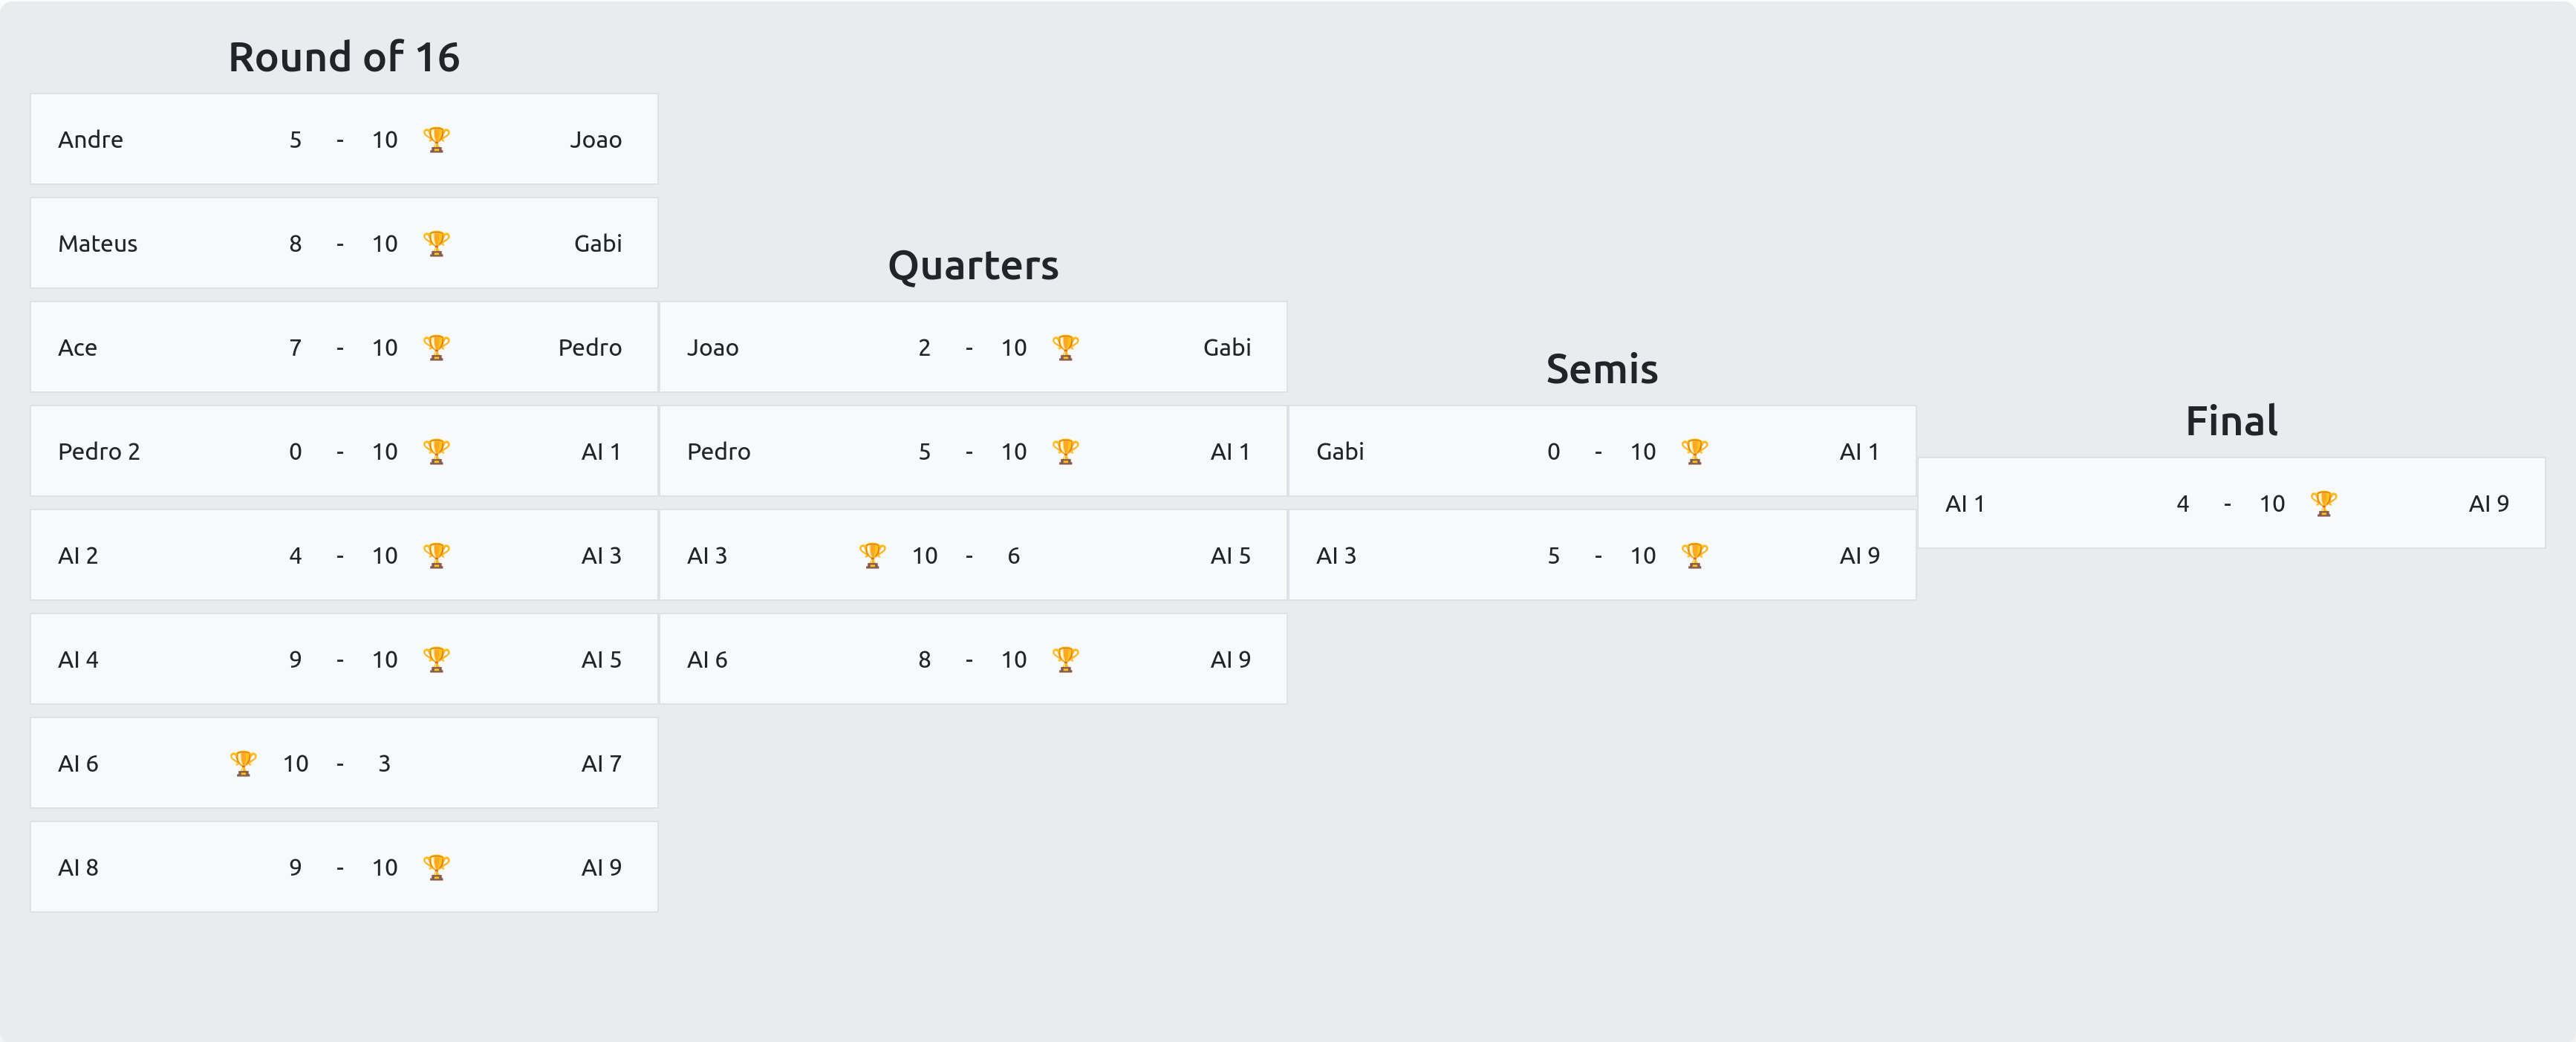 Round of 16
Andre 5 - 10 🏆 Joao
Mateus 8 - 10 🏆 Gabi
Ace 7 - 10 🏆 Pedro
Pedro 2 0 - 10 🏆 AI 1
AI 2 4 - 10 🏆 AI 3
AI 4 9 - 10 🏆 AI 5
AI 6 🏆 10 - 3 AI 7
AI 8 9 - 10 🏆 AI 9
Quarters
Joao 2 - 10 🏆 Gabi
Pedro 5 - 10 🏆 AI 1
AI 3 🏆 10 - 6 AI 5
AI 6 8 - 10 🏆 AI 9
Semis
Gabi 0 - 10 🏆 AI 1
AI 3 5 - 10 🏆 AI 9
Final
AI 1 4 - 10 🏆 AI 9